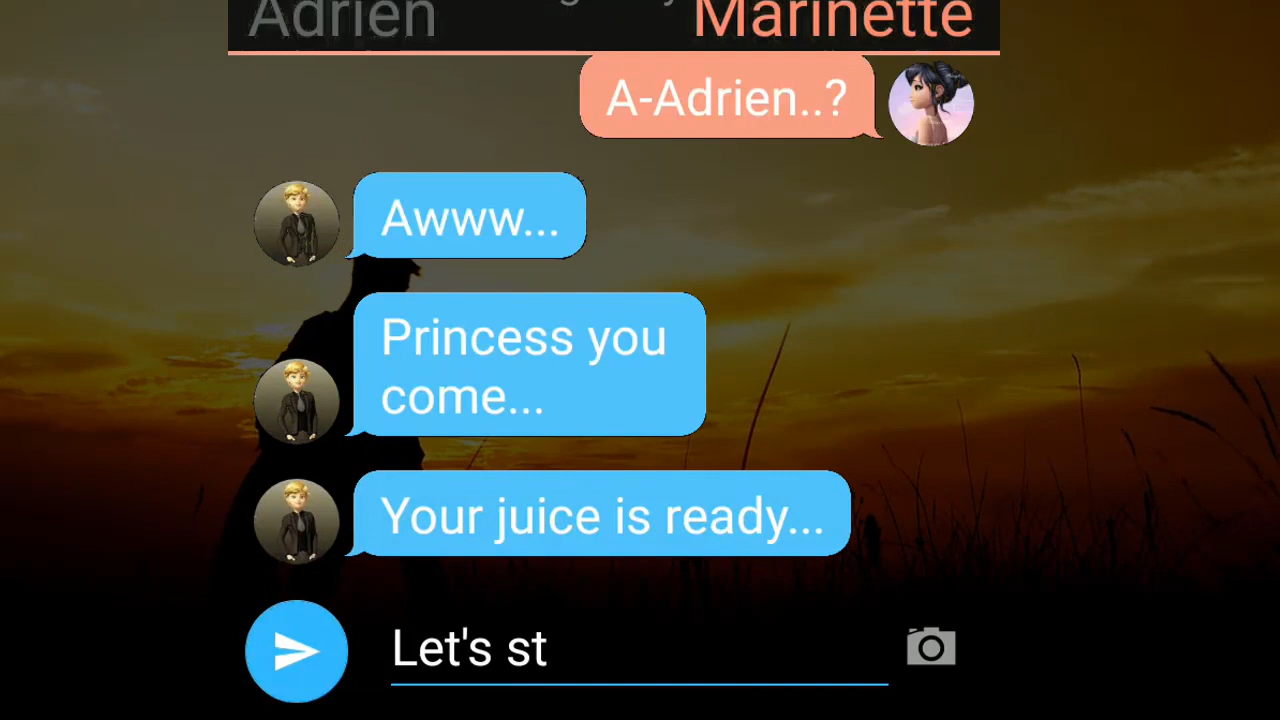 Adrien Marinette
A-Adrien..?
Awww...
Princess you
come...
Your juice is ready...
Let's st